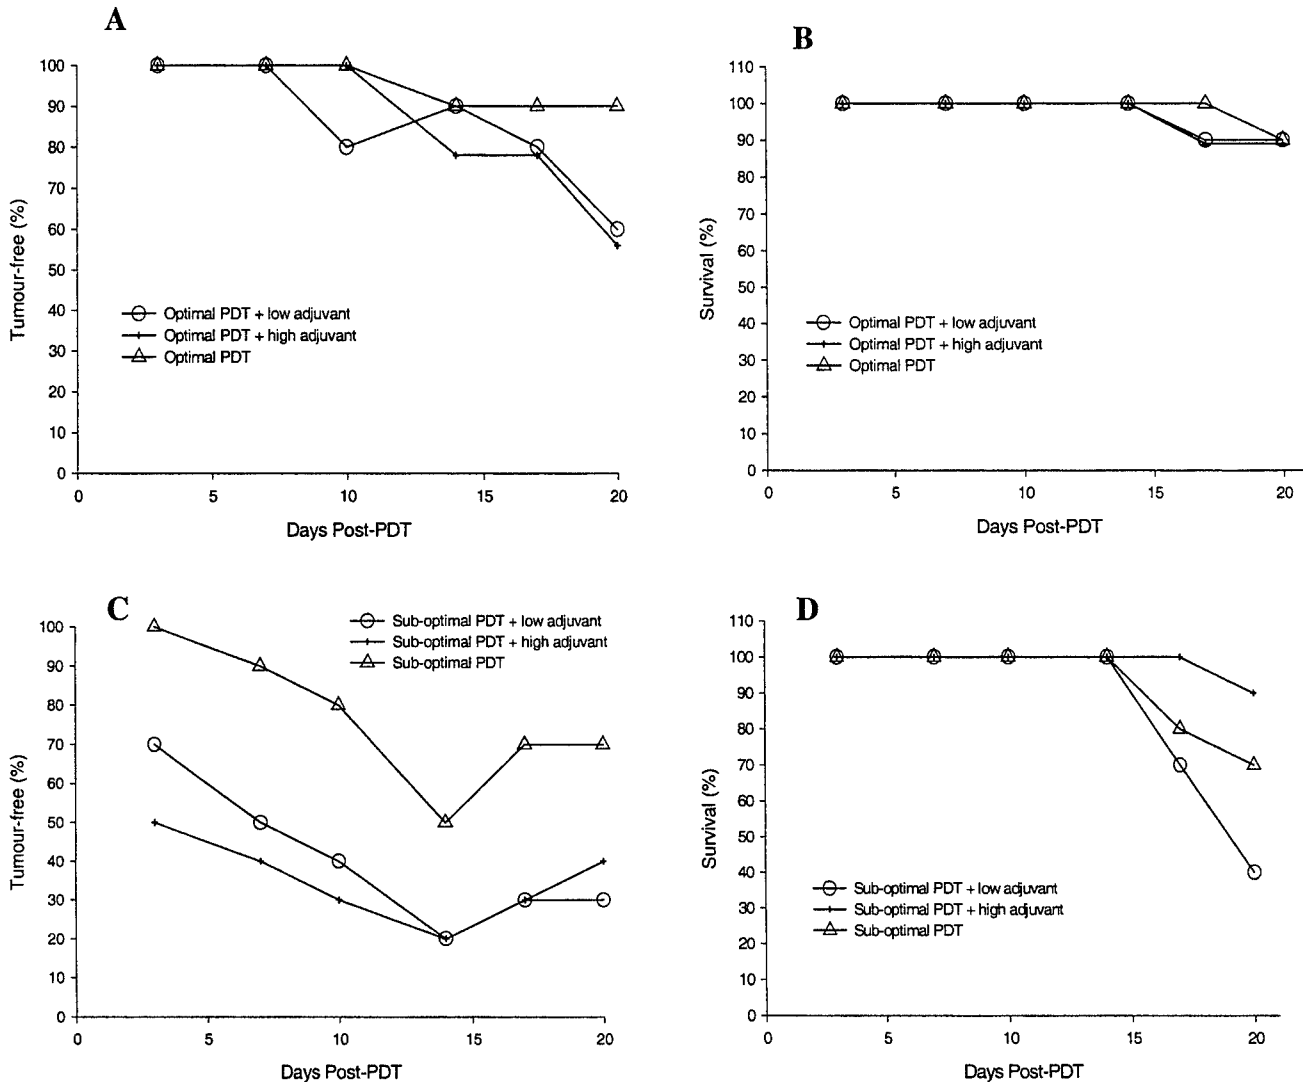 A
100
90
80
70
60
50
40
30
20
10
0
Tumour-free (%)
Optimal PDT + low adjuvant
Optimal PDT + high adjuvant
Optimal PDT
0 5 10 15 20
Days Post-PDT
B
110
100
90
80
70
60
50
40
30
20
10
0
Survival (%)
Optimal PDT + low adjuvant
Optimal PDT + high adjuvant
Optimal PDT
0 5 10 15 20
Days Post-PDT
C
100
90
80
70
60
50
40
30
20
10
0
Tumour-free (%)
Sub-optimal PDT + low adjuvant
Sub-optimal PDT + high adjuvant
Sub-optimal PDT
0 5 10 15 20
Days Post-PDT
D
110
100
90
80
70
60
50
40
30
20
10
0
Survival (%)
Sub-optimal PDT + low adjuvant
Sub-optimal PDT + high adjuvant
Sub-optimal PDT
0 5 10 15 20
Days Post-PDT